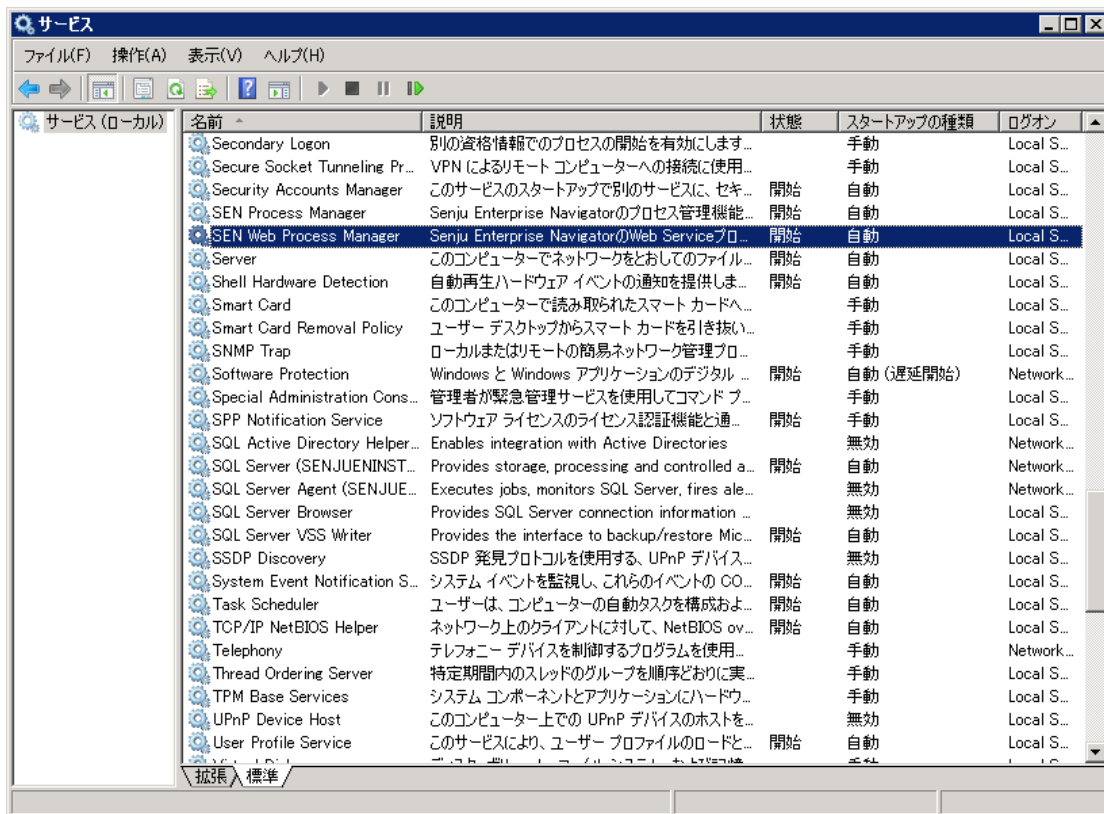 サービス
ファイル(F) 操作(A) 表示(V) ヘルプ(H)
サービス (ローカル)
名前 説明 状態 スタートアップの種類 ログオン
Secondary Logon 別の資格情報でのプロセスの開始を有効にします... 手動 Local S...
Secure Socket Tunneling Pr... VPN によるリモート コンピューターへの接続に使用... 手動 Local S...
Security Accounts Manager このサービスのスタートアップで別のサービスに、セキ... 開始 自動 Local S...
SEN Process Manager Senju Enterprise Navigatorのプロセス管理機能... 開始 自動 Local S...
SEN Web Process Manager Senju Enterprise NavigatorのWeb Serviceプロ... 開始 自動 Local S...
Server このコンピューターでネットワークをとおしてのファイル... 開始 自動 Local S...
Shell Hardware Detection 自動再生ハードウェア イベントの通知を提供しま... 開始 自動 Local S...
Smart Card このコンピューターで読み取られたスマート カードへ... 手動 Local S...
Smart Card Removal Policy ユーザー デスクトップからスマート カードを引き抜い... 手動 Local S...
SNMP Trap ローカルまたはリモートの簡易ネットワーク管理プロ... 手動 Local S...
Software Protection Windows と Windows アプリケーションのデジタル ... 開始 自動 (遅延開始) Network...
Special Administration Cons... 管理者が緊急管理サービスを使用してコマンド プ... 手動 Local S...
SPP Notification Service ソフトウェア ライセンスのライセンス認証機能と通... 開始 手動 Local S...
SQL Active Directory Helper... Enables integration with Active Directories 無効 Network...
SQL Server (SENJUENINST... Provides storage, processing and controlled a... 開始 自動 Network...
SQL Server Agent (SENJUE... Executes jobs, monitors SQL Server, fires ale... 無効 Network...
SQL Server Browser Provides SQL Server connection information ... 無効 Local S...
SQL Server VSS Writer Provides the interface to backup/restore Mic... 開始 自動 Local S...
SSDP Discovery SSDP 発見プロトコルを使用する、UPnP デバイス... 無効 Local S...
System Event Notification S... システム イベントを監視し、これらのイベントの CO... 開始 自動 Local S...
Task Scheduler ユーザーは、コンピューターの自動タスクを構成およ... 開始 自動 Local S...
TCP/IP NetBIOS Helper ネットワーク上のクライアントに対して、NetBIOS ov... 開始 自動 Local S...
Telephony テレフォニー デバイスを制御するプログラムを使用... 手動 Network...
Thread Ordering Server 特定期間内のスレッドのグループを順序どおりに実... 手動 Local S...
TPM Base Services システム コンポーネントとアプリケーションにハードウ... 手動 Local S...
UPnP Device Host このコンピューター上での UPnP デバイスのホストを... 無効 Local S...
User Profile Service このサービスにより、ユーザー プロファイルのロードと... 開始 自動 Local S...
拡張 標準